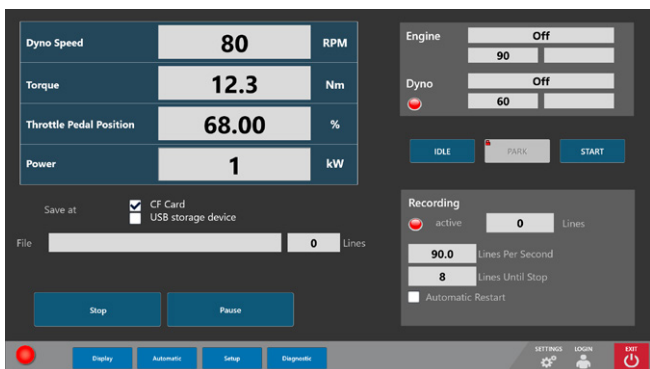 Dyno Speed 80 RPM
Torque 12.3 Nm
Throttle Pedal Position 68.00 %
Power 1 kW
Save at CF Card
USB storage device
File 0 Lines
Stop Pause
Engine Off
90
Dyno Off
60
IDLE PARK START
Recording
active 0 Lines
90.0 Lines Per Second
8 Lines Until Stop
Automatic Restart
Display Automatic Setup Diagnostic SETTINGS LOGIN EXIT